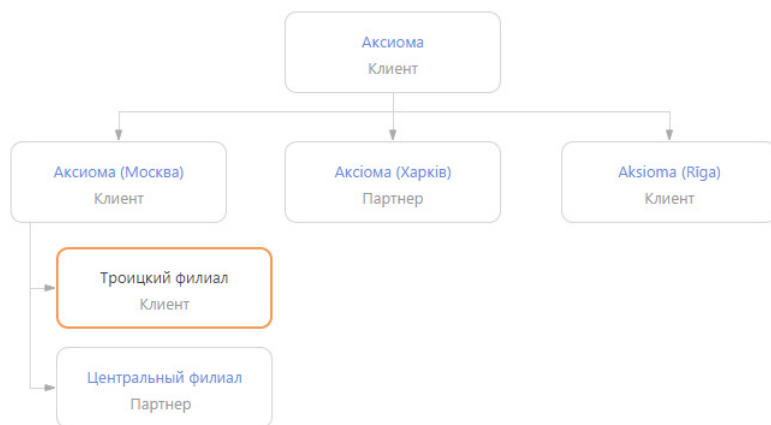 Аксиома
Клиент
Аксиома (Москва)
Клиент
Аксіома (Харків)
Партнер
Aksioma (Rīga)
Клиент
Троицкий филиал
Клиент
Центральный филиал
Партнер